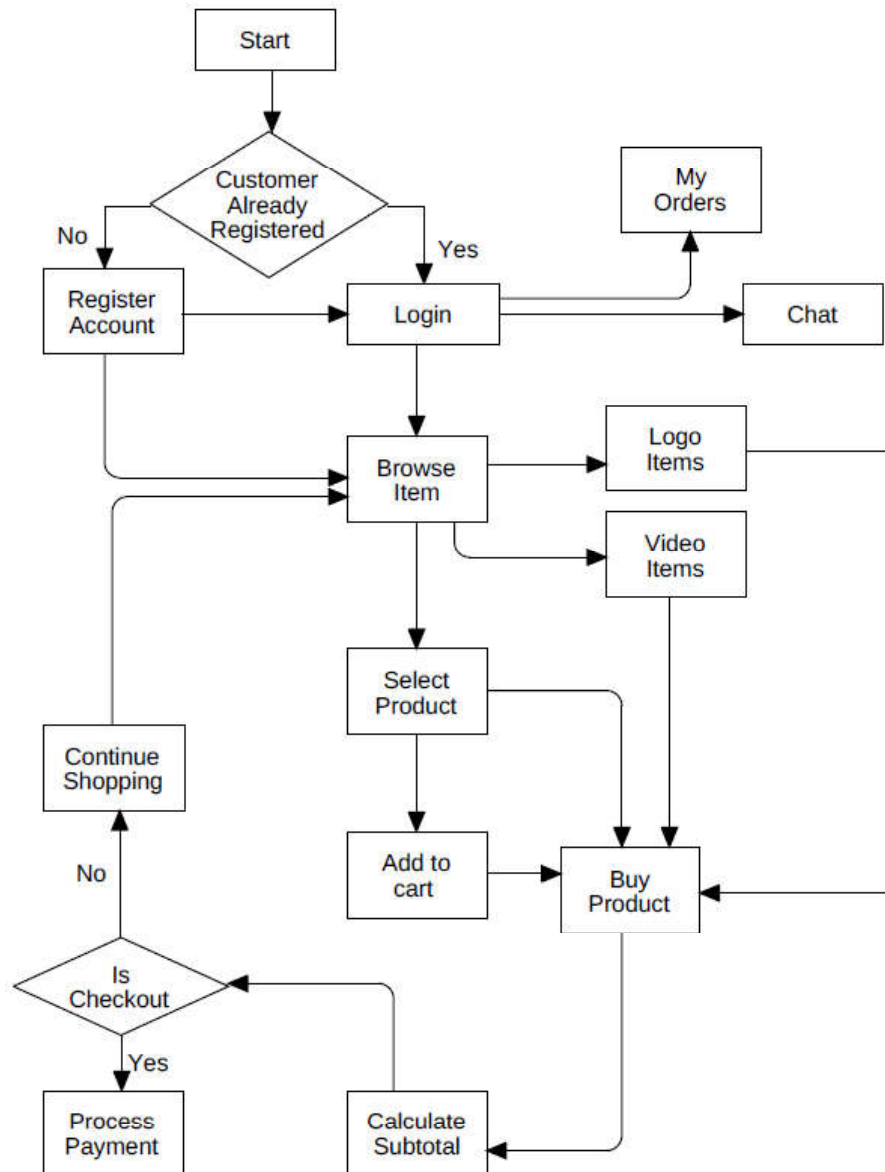 Start
Customer
Already
Registered
My
Orders
No
Yes
Register
Account
Login
Chat
Browse
Item
Logo
Items
Video
Items
Select
Product
Continue
Shopping
Add to
cart
Buy
Product
No
Is
Checkout
Yes
Process
Payment
Calculate
Subtotal